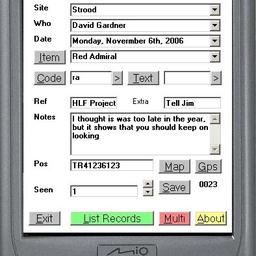 Site Strood
Who David Gardner
Date Monday, November 6th, 2006
Item Red Admiral
Code ra > Text >
Ref HLF Project Extra Tell Jim
Notes I thought is was too late in the year,
but it shows that you should keep on
looking
Pos TR41236123 Map Gps
Seen 1 Save 0023
Exit List Records Multi About
Mio